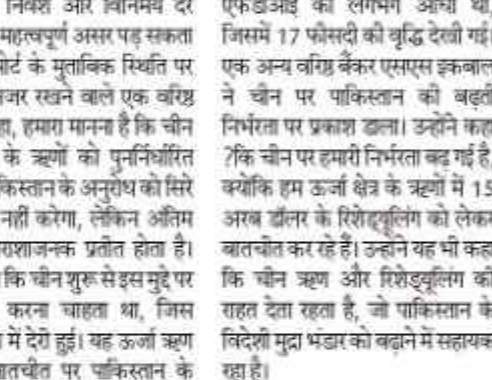 निवेश और विनिमय दर
महत्वपूर्ण असर पड़ सकता
के मुताबिक स्थिति पर
नजर रखने वाले एक वरिष्ठ
हमारा मानना है कि चीन
के ऋणों को पुनर्निर्धारित
के अनुरोध को सिरे
नहीं करेगा, लेकिन अंतिम
प्रतीत होता है।
कि चीन शुरू से इस मुद्दे पर
करना चाहता था, जिस
में देरी हुई। यह ऊर्जा ऋण
पर पाकिस्तान के
एफडीआई का लगभग आधा था,
जिसमें 17 फीसदी की वृद्धि देखी गई।
एक अन्य वरिष्ठ बैंकर एसएस इकबाल
ने चीन पर पाकिस्तान की बढ़ती
निर्भरता पर प्रकाश डाला। उन्होंने कहा
?कि चीन पर हमारी निर्भरता बढ़ गई है,
क्योंकि हम ऊर्जा क्षेत्र के ऋणों में 15
अरब डॉलर के रिशेड्यूलिंग को लेकर
बातचीत कर रहे हैं। उन्होंने यह भी कहा
कि चीन ऋण और रिशेड्यूलिंग की
राहत देता रहता है, जो पाकिस्तान के
विदेशी मुद्रा भंडार को बढ़ाने में सहायक
रहा है।